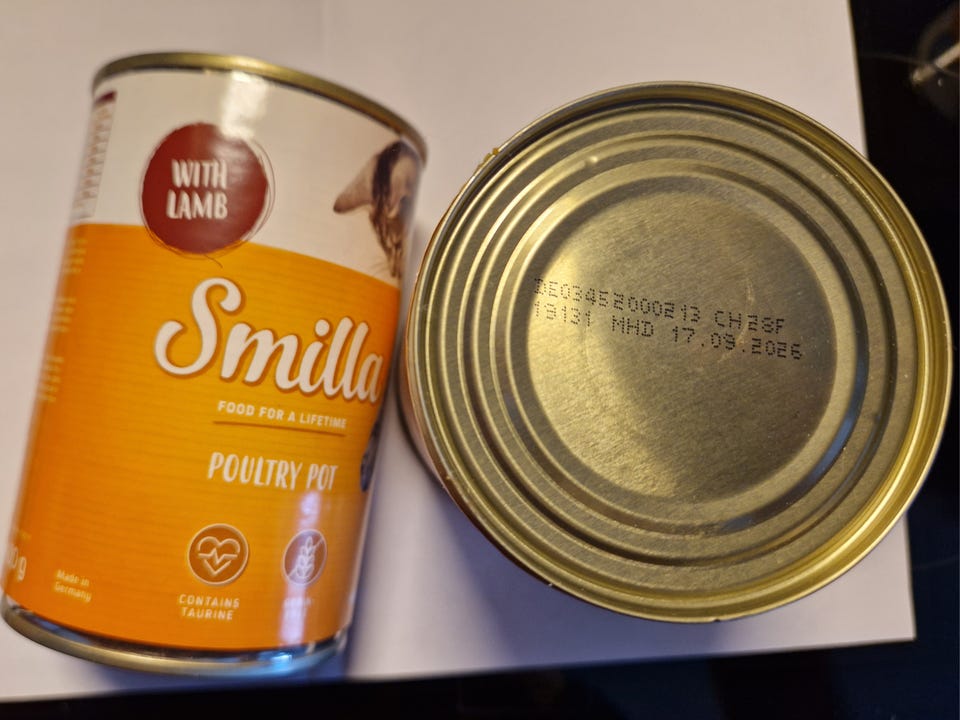 WITH
LAMB
Smilla
FOOD FOR A LIFETIME
POULTRY POT
CONTAINS
TAURINE
Made in
Germany
DE03452000213 CH28F
19131 MHD 17.09.2026